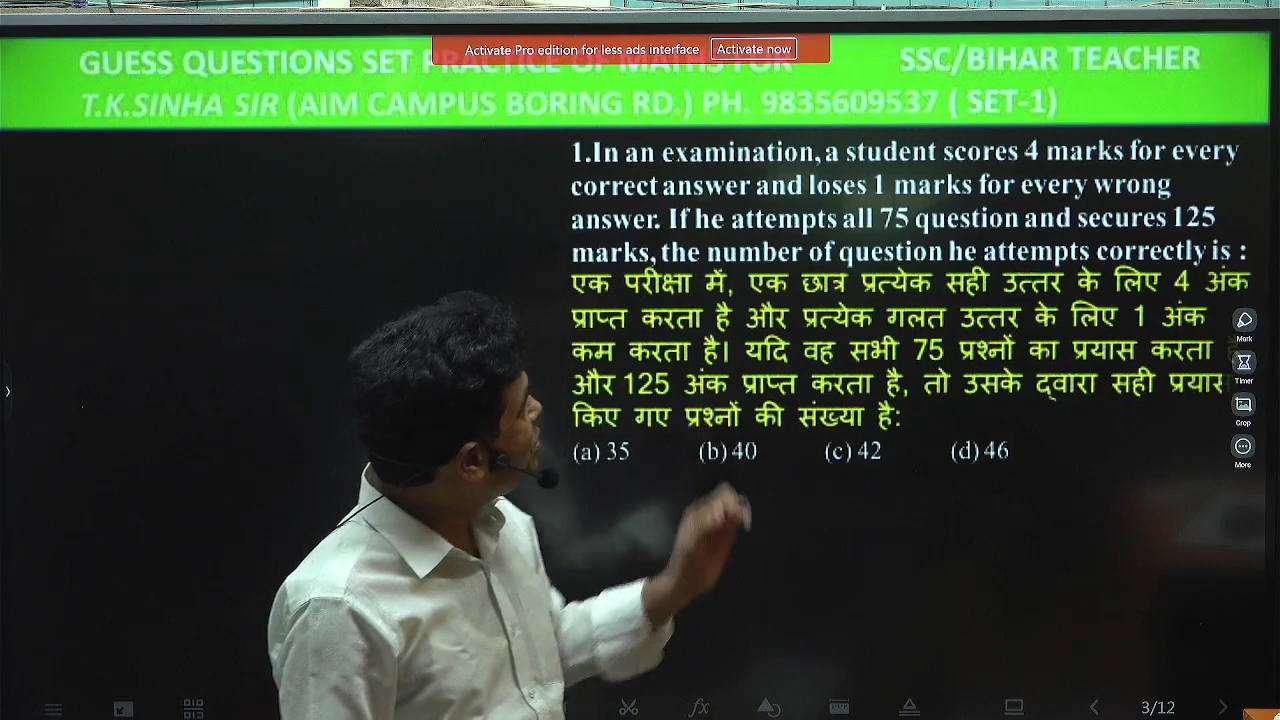 Activate Pro edition for less ads interface Activate now
GUESS QUESTIONS SET PRACTICE OF MATHS FOR SSC/BIHAR TEACHER
T.K.SINHA SIR (AIM CAMPUS BORING RD.) PH. 9835609537 ( SET-1)
1.In an examination, a student scores 4 marks for every
correct answer and loses 1 marks for every wrong
answer. If he attempts all 75 question and secures 125
marks, the number of question he attempts correctly is :
एक परीक्षा में, एक छात्र प्रत्येक सही उत्तर के लिए 4 अंक
प्राप्त करता है और प्रत्येक गलत उत्तर के लिए 1 अंक
कम करता है। यदि वह सभी 75 प्रश्नों का प्रयास करता
और 125 अंक प्राप्त करता है, तो उसके द्वारा सही
किए गए प्रश्नों की संख्या है:
(a) 35 (b) 40 (c) 42 (d) 46
Mark
Timer
Crop
More
3/12